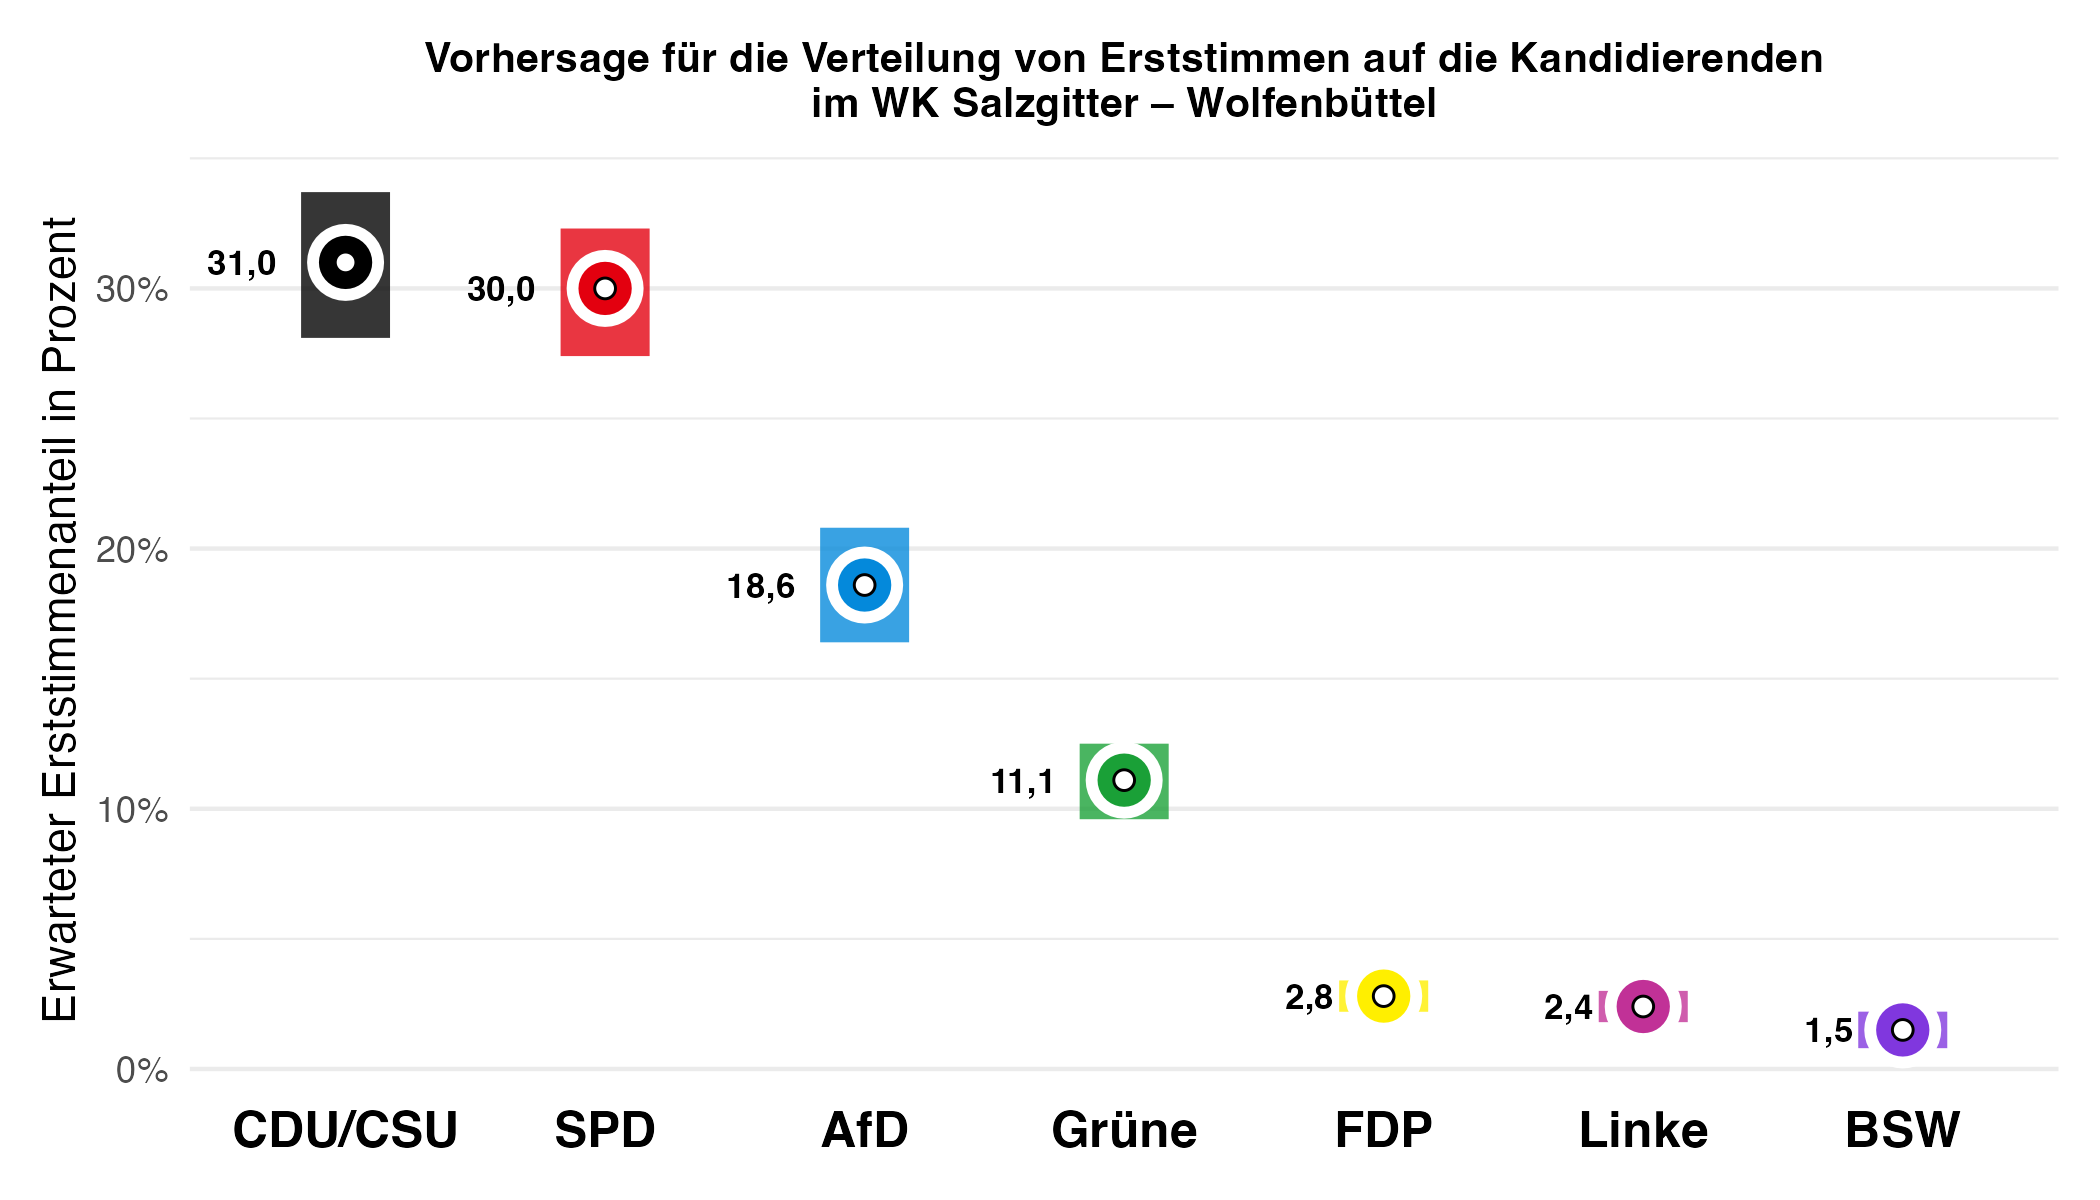 Vorhersage für die Verteilung von Erststimmen auf die Kandidierenden
im WK Salzgitter – Wolfenbüttel
Erwarteter Erststimmenanteil in Prozent
30%
20%
10%
0%
31,0
30,0
18,6
11,1
2,8
2,4
1,5
CDU/CSU
SPD
AfD
Grüne
FDP
Linke
BSW